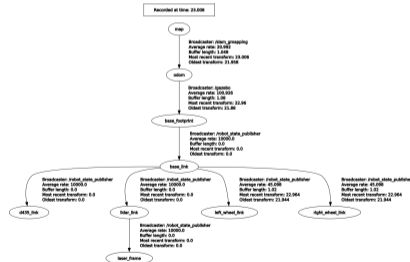 Recorded at time: 23.008
map
Broadcaster: /slam_gmapping
Average rate: 20.992
Buffer length: 1.048
Most recent transform: 23.006
Oldest transform: 21.958
odom
Broadcaster: /gazebo
Average rate: 100.926
Buffer length: 1.08
Most recent transform: 22.96
Oldest transform: 21.88
base_footprint
Broadcaster: /robot_state_publisher
Average rate: 10000.0
Buffer length: 0.0
Most recent transform: 0.0
Oldest transform: 0.0
base_link
Broadcaster: /robot_state_publisher
Average rate: 10000.0
Buffer length: 0.0
Most recent transform: 0.0
Oldest transform: 0.0
d435_link
Broadcaster: /robot_state_publisher
Average rate: 10000.0
Buffer length: 0.0
Most recent transform: 0.0
Oldest transform: 0.0
lidar_link
Broadcaster: /robot_state_publisher
Average rate: 45.098
Buffer length: 1.02
Most recent transform: 22.964
Oldest transform: 21.944
left_wheel_link
Broadcaster: /robot_state_publisher
Average rate: 45.098
Buffer length: 1.02
Most recent transform: 22.964
Oldest transform: 21.944
right_wheel_link
Broadcaster: /robot_state_publisher
Average rate: 10000.0
Buffer length: 0.0
Most recent transform: 0.0
Oldest transform: 0.0
laser_frame